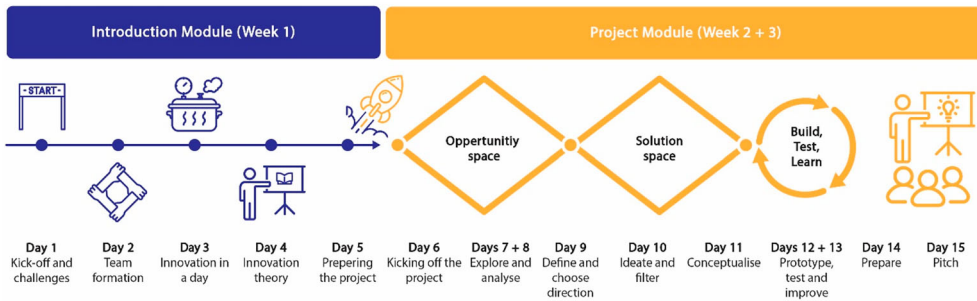 Introduction Module (Week 1)
Project Module (Week 2 + 3)
- START -
Oppertunitiy
space
Solution
space
Build,
Test,
Learn
Day 1
Kick-off and
challenges
Day 2
Team
formation
Day 3
Innovation in
a day
Day 4
Innovation
theory
Day 5
Prepering
the project
Day 6
Kicking off the
project
Days 7 + 8
Explore and
analyse
Day 9
Define and
choose
direction
Day 10
Ideate and
filter
Day 11
Conceptualise
Days 12 + 13
Prototype,
test and
improve
Day 14
Prepare
Day 15
Pitch